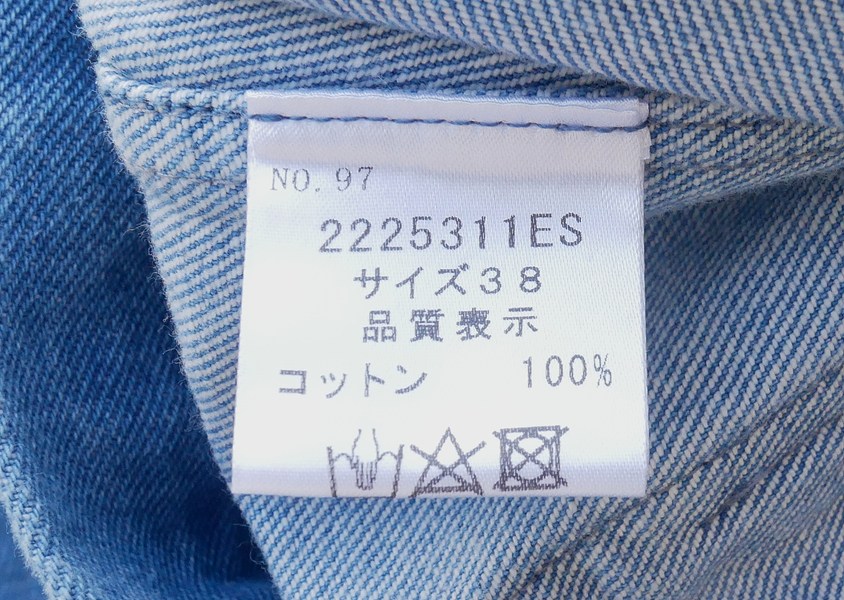 NO. 97
2225311ES
サイズ38
品質表示
コットン 100%